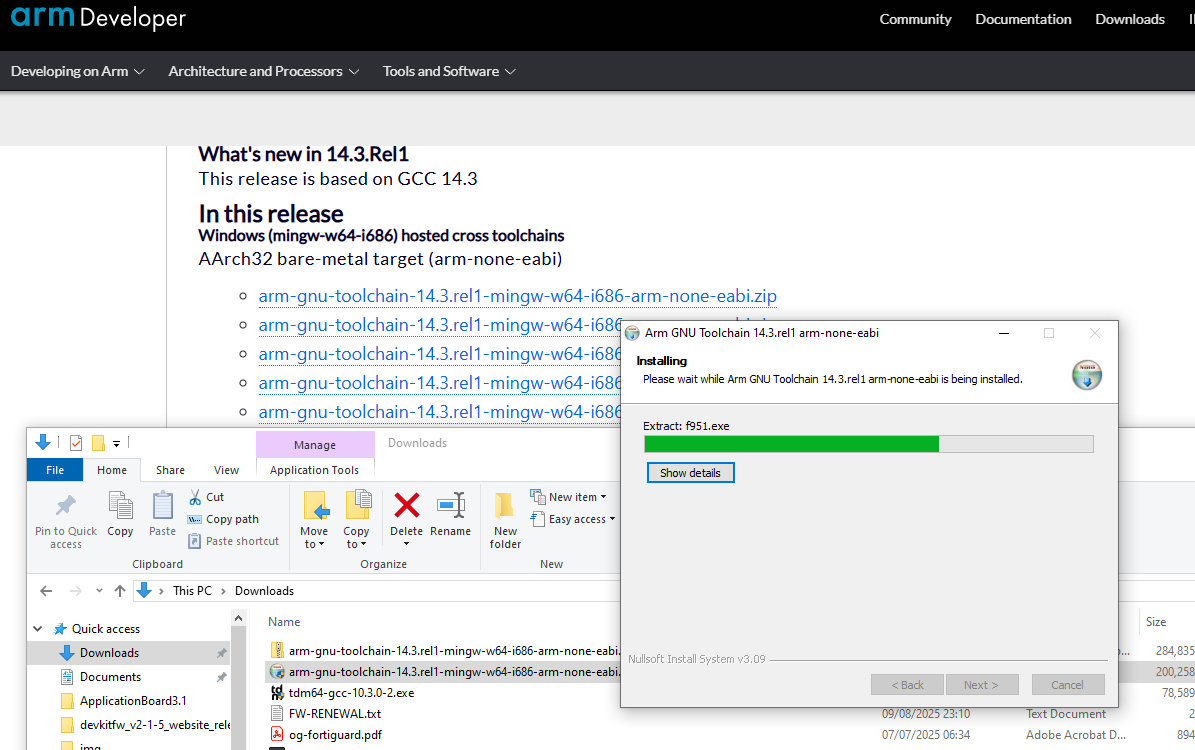 arm Developer
Community Documentation Downloads
Developing on Arm Architecture and Processors Tools and Software
What's new in 14.3.Rel1
This release is based on GCC 14.3
In this release
Windows (mingw-w64-i686) hosted cross toolchains
AArch32 bare-metal target (arm-none-eabi)
arm-gnu-toolchain-14.3.rel1-mingw-w64-i686-arm-none-eabi.zip
arm-gnu-toolchain-14.3.rel1-mingw-w64-i686
arm-gnu-toolchain-14.3.rel1-mingw-w64-i686
arm-gnu-toolchain-14.3.rel1-mingw-w64-i686
arm-gnu-toolchain-14.3.rel1-mingw-w64-i686
Arm GNU Toolchain 14.3.rel1 arm-none-eabi
Installing
Please wait while Arm GNU Toolchain 14.3.rel1 arm-none-eabi is being installed.
Extract: f951.exe
Show details
Nullsoft Install System v3.09
< Back Next > Cancel
Manage Downloads
File Home Share View Application Tools
Pin to Quick access
Copy
Paste
Cut
Copy path
Paste shortcut
Clipboard
Move to
Copy to
Delete
Rename
Organize
New folder
New item
Easy access
New
This PC Downloads
Quick access
Downloads
Documents
ApplicationBoard3.1
devkitfw_v2-1-5_website_rele
img
Name Size
arm-gnu-toolchain-14.3.rel1-mingw-w64-i686-arm-none-eabi. 284,835
arm-gnu-toolchain-14.3.rel1-mingw-w64-i686-arm-none-eabi. 200,258
tdm64-gcc-10.3.0-2.exe 78,589
FW-RENEWAL.txt 09/08/2025 23:10 Text Document 2
og-fortiguard.pdf 07/07/2025 06:34 Adobe Acrobat D... 894